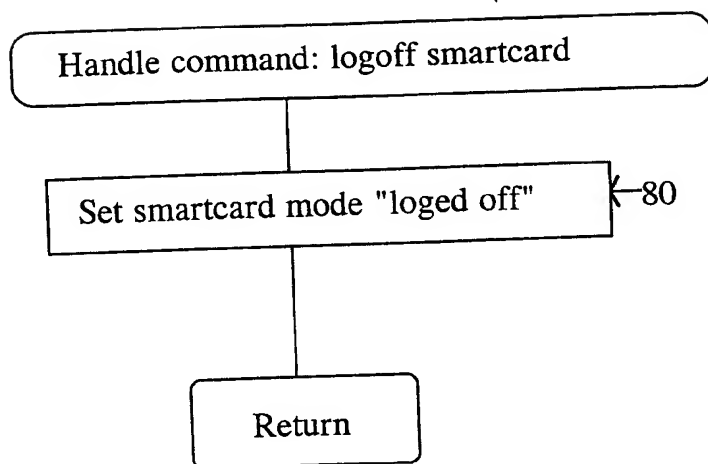 Handle command: logoff smartcard
Set smartcard mode "loged off"
80
Return